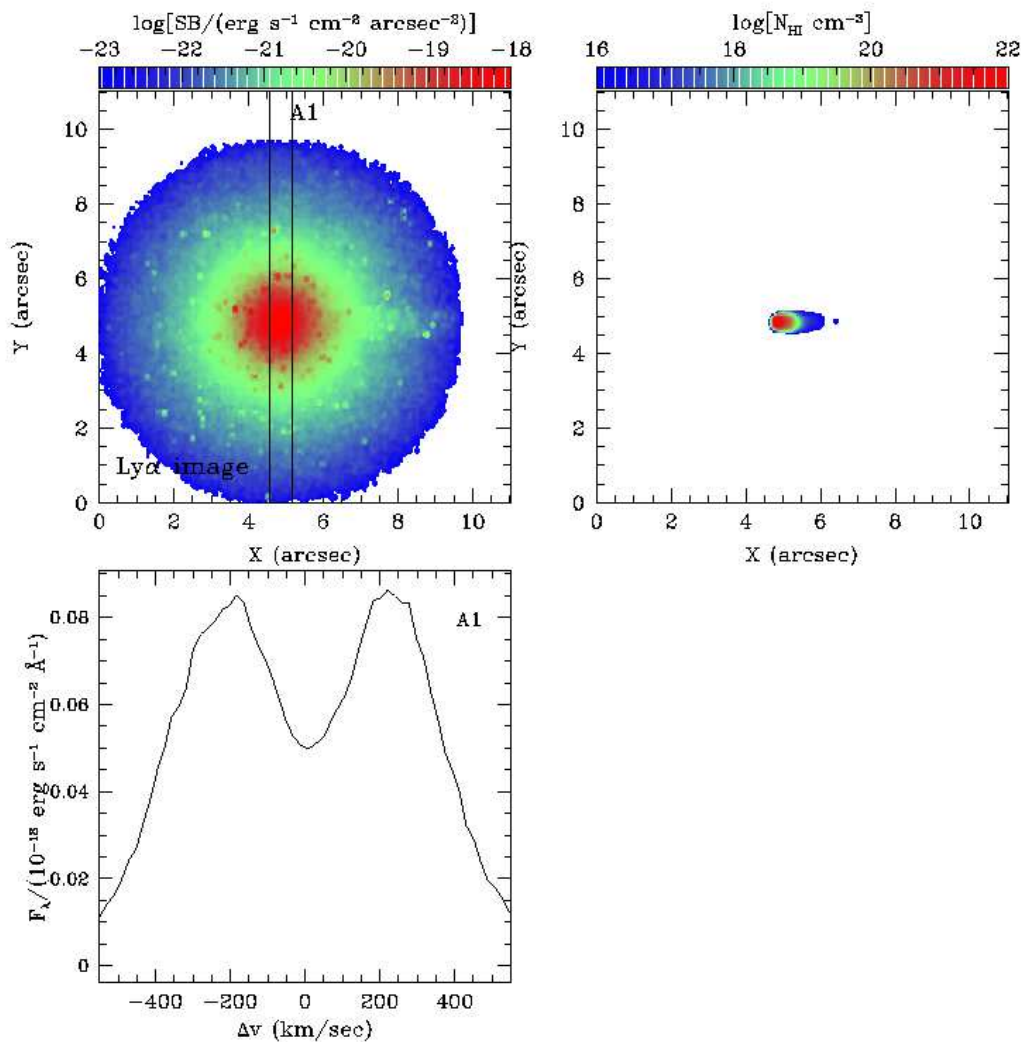 log[SB/(erg s⁻¹ cm⁻² arcsec⁻²)]
−23 −22 −21 −20 −19 −18
A1
10
8
6
4
2
0
Y (arcsec)
Lyα image
0 2 4 6 8 10
X (arcsec)
log[N_HI cm⁻³]
16 18 20 22
10
8
6
4
2
0
Y (arcsec)
0 2 4 6 8 10
X (arcsec)
A1
0.08
0.06
0.04
0.02
0
F_λ/(10⁻¹⁸ erg s⁻¹ cm⁻² Å⁻¹)
−400 −200 0 200 400
Δv (km/sec)